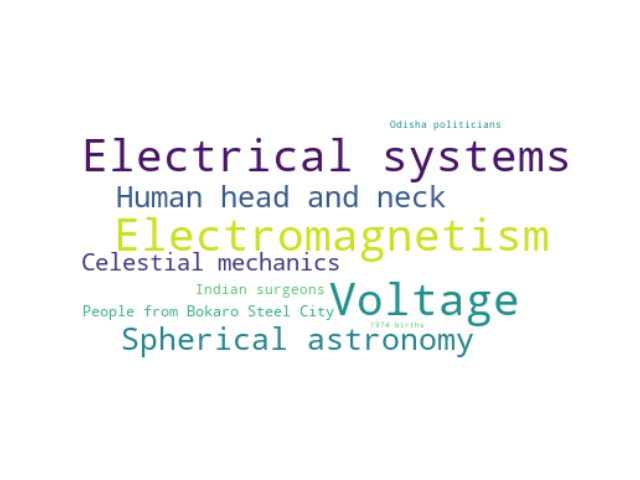 Odisha politicians
Electrical systems
Human head and neck
Electromagnetism
Celestial mechanics
Indian surgeons
Voltage
People from Bokaro Steel City
1974 births
Spherical astronomy